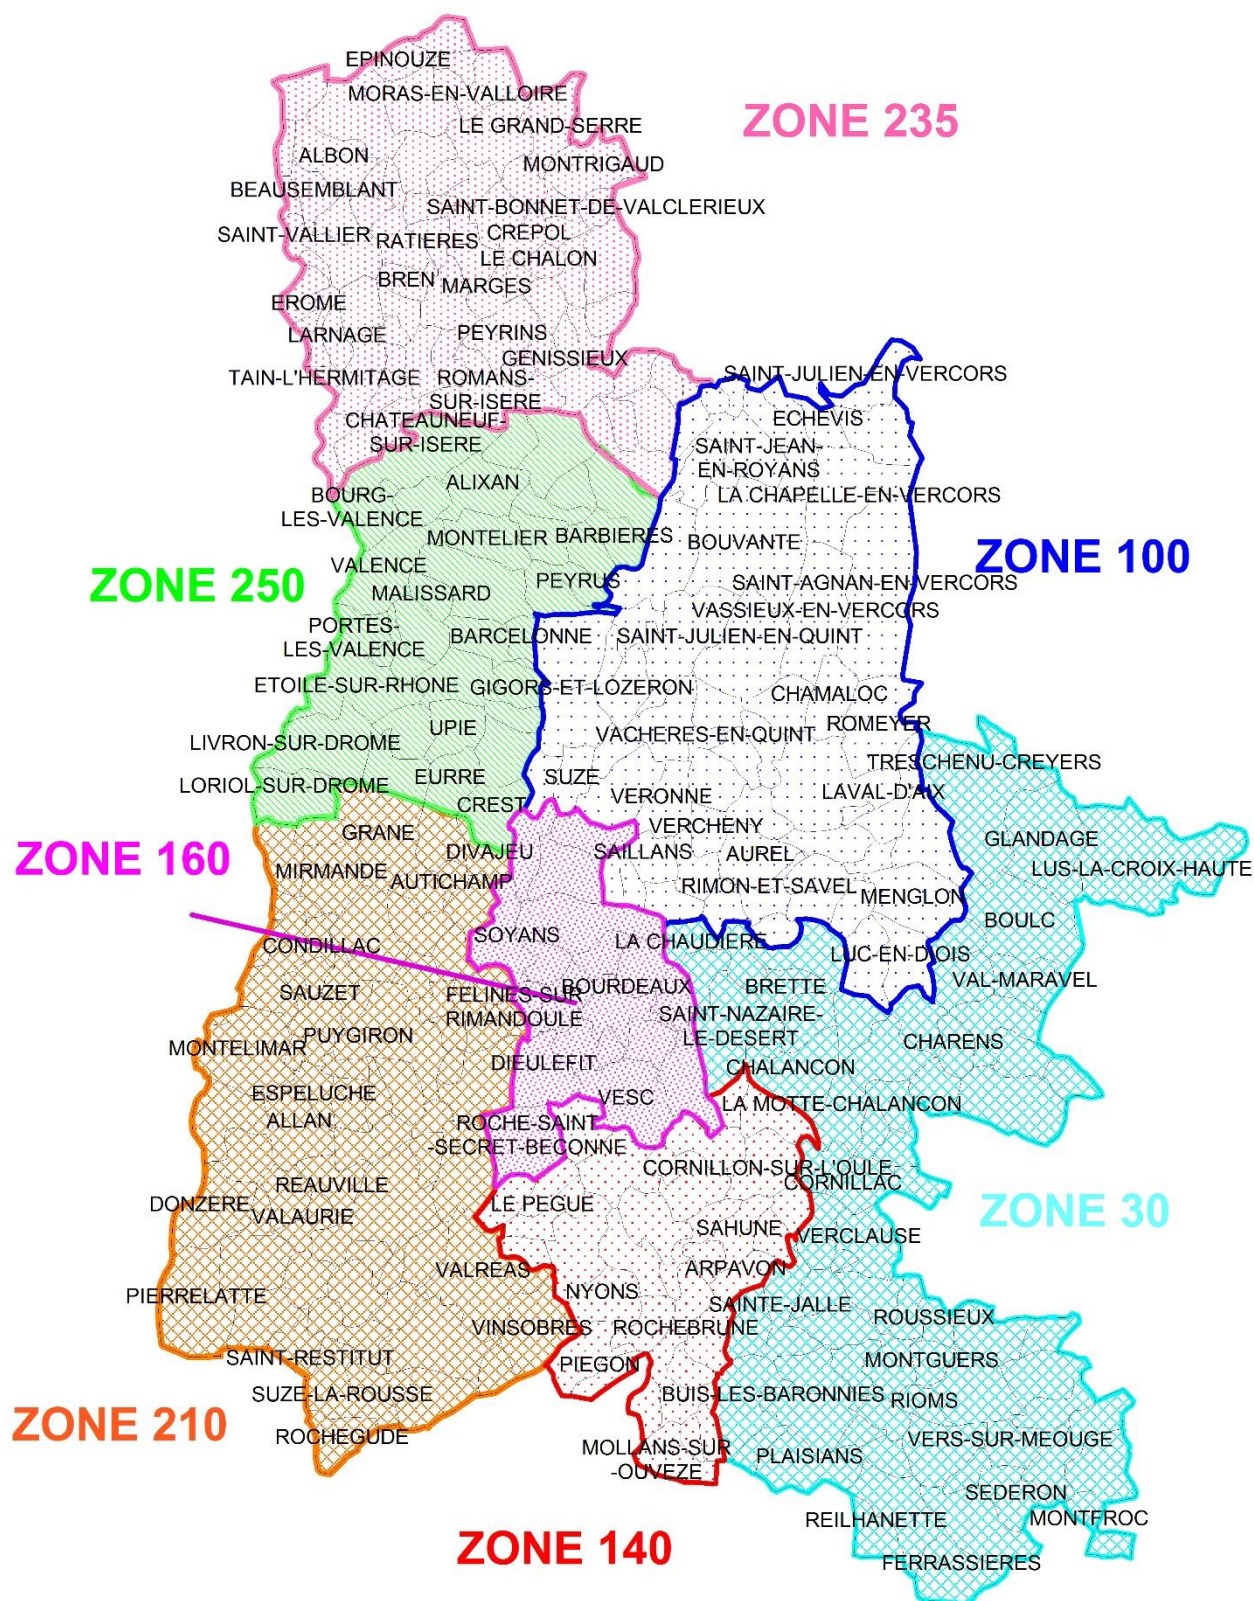 EPINOUZE
MORAS-EN-VALLOIRE
ZONE 235
LE GRAND-SERRE
ALBON
MONTRIGAUD
BEAUSEMBLANT
SAINT-BONNET-DE-VALCLERIEUX
SAINT-VALLIER
RATIERES
CREPOL
LE CHALON
BREN
MARGES
EROME
LARNAGE
PEYRINS
GENISSIEUX
TAIN-L'HERMITAGE
ROMANS-
SUR-ISERE
SAINT-JULIEN-EN-VERCORS
CHATEAUNEUF-
SUR-ISERE
ECHEVIS
SAINT-JEAN-
EN-ROYANS
ALIXAN
LA CHAPELLE-EN-VERCORS
BOURG-
LES-VALENCE
MONTELIER
BARBIERES
BOUVANTE
ZONE 100
VALENCE
ZONE 250
MALISSARD
PEYRUS
SAINT-AGNAN-EN-VERCORS
VASSIEUX-EN-VERCORS
PORTES-
LES-VALENCE
BARCELONNE
SAINT-JULIEN-EN-QUINT
ETOILE-SUR-RHONE
GIGORS-ET-LOZERON
CHAMALOC
UPIE
VACHERES-EN-QUINT
ROMEYER
LIVRON-SUR-DROME
TRESCHENU-CREYERS
LORIOL-SUR-DROME
EURRE
SUZE
LAVAL-D'AIX
CREST
VERONNE
GRANE
VERCHENY
GLANDAGE
ZONE 160
DIVAJEU
SAILLANS
AUREL
LUS-LA-CROIX-HAUTE
MIRMANDE
AUTICHAMP
RIMON-ET-SAVEL
MENGLON
BOULC
CONDILLAC
SOYANS
LA CHAUDIERE
LUC-EN-DIOIS
VAL-MARAVEL
SAUZET
FELINES-SUR
RIMANDOULE
BOURDEAUX
BRETTE
SAINT-NAZAIRE-
LE-DESERT
PUYGIRON
MONTELIMAR
CHARENS
DIEULEFIT
CHALANCON
ESPELUCHE
VESC
LA MOTTE-CHALANCON
ALLAN
ROCHE-SAINT
-SECRET-BECONNE
CORNILLON-SUR-L'OULE
CORNILLAC
REAUVILLE
DONZERE
LE PEGUE
ZONE 30
VALAURIE
SAHUNE
VERCLAUSE
VALREAS
ARPAVON
PIERRELATTE
NYONS
SAINTE-JALLE
ROUSSIEUX
VINSOBRES
ROCHEBRUNE
SAINT-RESTITUT
PIEGON
MONTGUERS
SUZE-LA-ROUSSE
BUIS-LES-BARONNIES
RIOMS
ZONE 210
ROCHEGUDE
MOLLANS-SUR
-OUVEZE
PLAISIANS
VERS-SUR-MEOUGE
SEDERON
REILHANETTE
MONTFROC
ZONE 140
FERRASSIERES